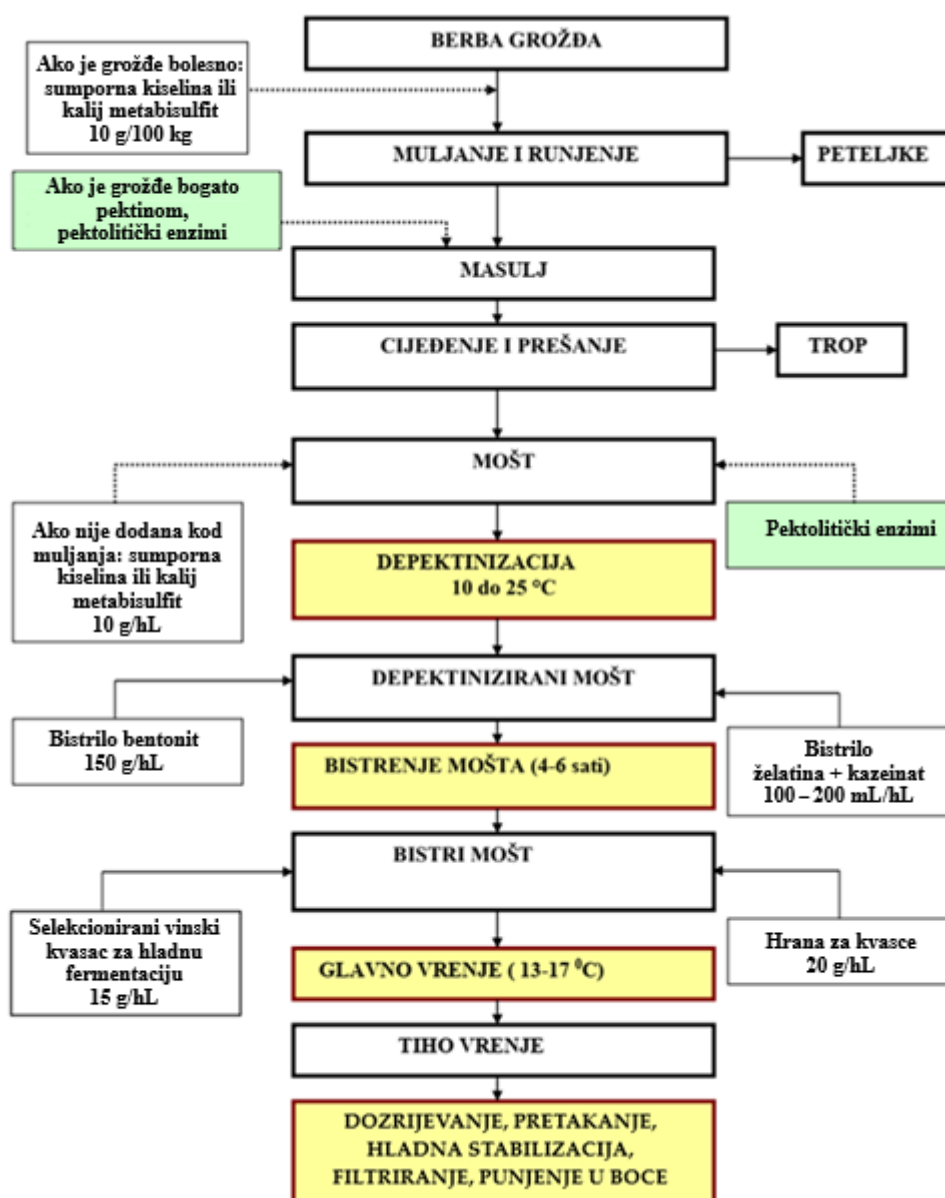 BERBA GROŽĐA
Ako je grožđe bolesno:
sumporna kiselina ili
kalij metabisulfit
10 g/100 kg
MULJANJE I RUNJENJE
PETELJKE
Ako je grožđe bogato
pektinom,
pektolitički enzimi
MASULJ
CIJEĐENJE I PREŠANJE
TROP
MOŠT
Ako nije dodana kod
muljanja: sumporna
kiselina ili kalij
metabisulfit
10 g/hL
Pektolitički enzimi
DEPEKTINIZACIJA
10 do 25 °C
DEPEKTINIZIRANI MOŠT
Bistrilo bentonit
150 g/hL
Bistrilo
želatina + kazeinat
100 – 200 mL/hL
BISTRENJE MOŠTA (4-6 sati)
BISTRI MOŠT
Selekcionirani vinski
kvasac za hladnu
fermentaciju
15 g/hL
Hrana za kvasce
20 g/hL
GLAVNO VRENJE ( 13-17 ⁰C)
TIHO VRENJE
DOZRIJEVANJE, PRETAKANJE,
HLADNA STABILIZACIJA,
FILTRIRANJE, PUNJENJE U BOCE